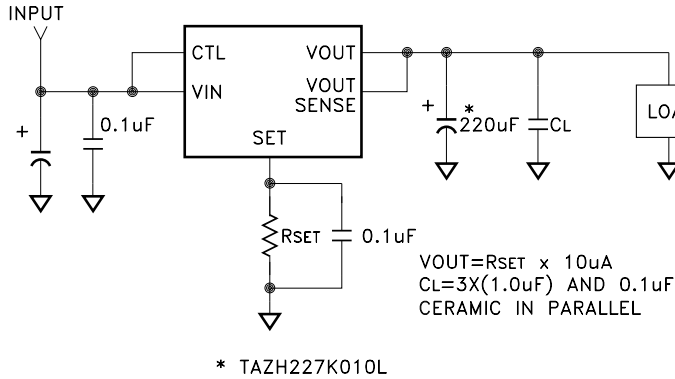 INPUT
CTL
VOUT
VIN
VOUT
SENSE
SET
+
0.1uF
+
*
220uF
CL
RSET
0.1uF
VOUT=RSET x 10uA
CL=3X(1.0uF) AND 0.1uF
CERAMIC IN PARALLEL
* TAZH227K010L